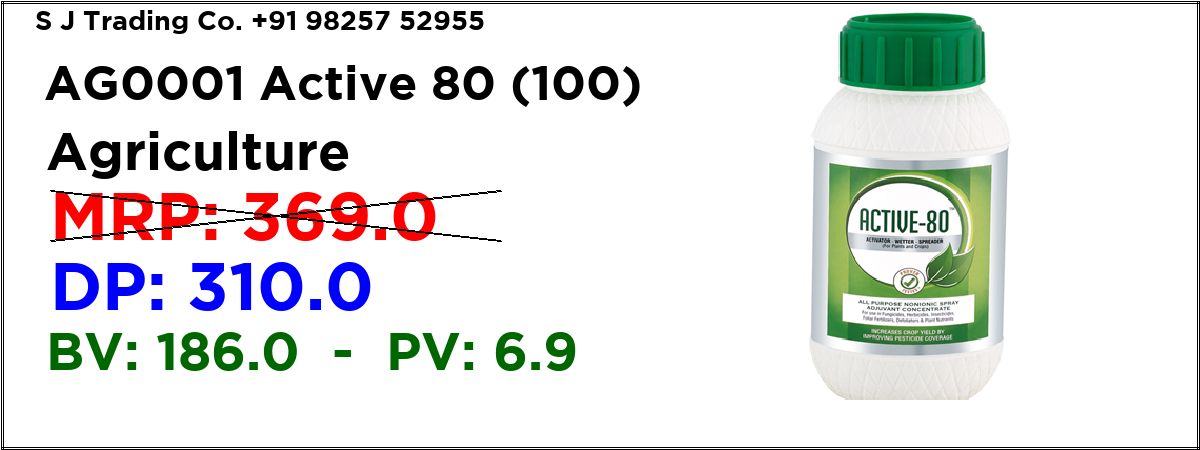 S J Trading Co. +91 98257 52955
AG0001 Active 80 (100)
Agriculture
MRP: 369.0
DP: 310.0
BV: 186.0 - PV: 6.9
ACTIVE-80
ACTIVATOR - WETTER - SPREADER
(For Plants and Crops)
PROVEN
ALL PURPOSE NONIONIC SPRAY
ADJUVANT CONCENTRATE
For use in Fungicides, Herbicides, Insecticides,
Foliar Fertilizers, Defoliators & Plant Nutrients
INCREASES CROP YIELD BY
IMPROVING PESTICIDE COVERAGE